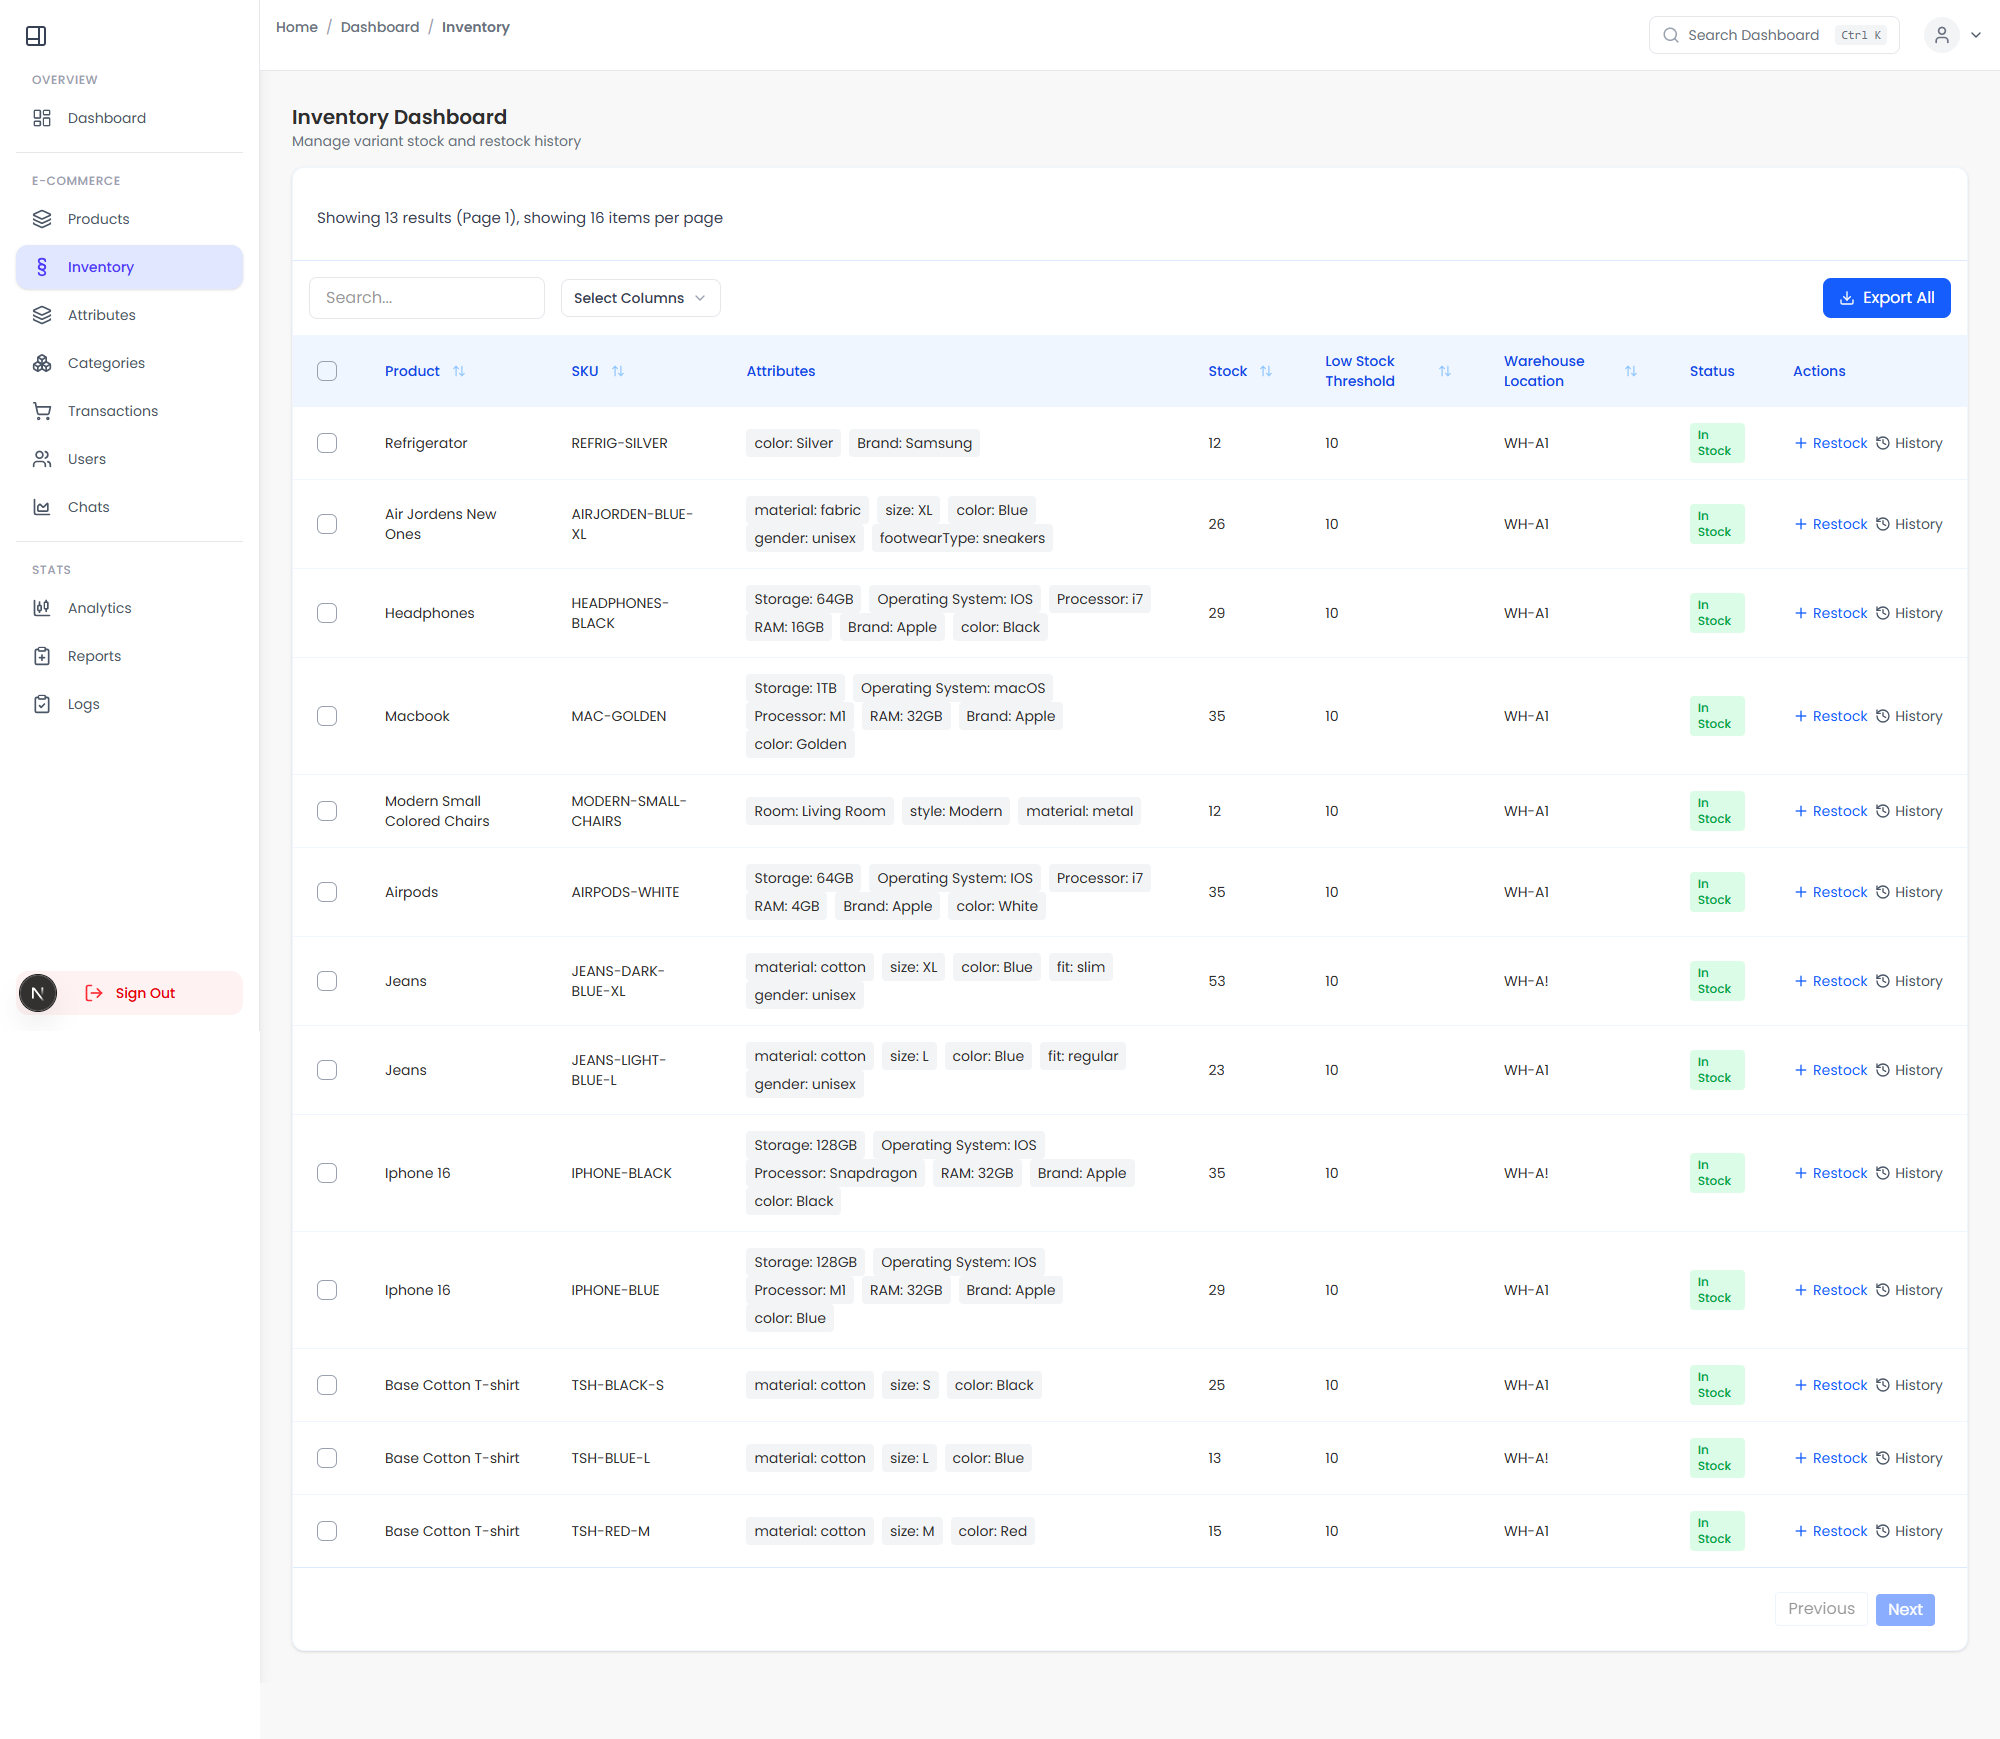 Home / Dashboard / Inventory
Search Dashboard Ctrl K
OVERVIEW
Dashboard
E-COMMERCE
Products
Inventory
Attributes
Categories
Transactions
Users
Chats
STATS
Analytics
Reports
Logs
N
Sign Out
Inventory Dashboard
Manage variant stock and restock history
Showing 13 results (Page 1), showing 16 items per page
Search...
Select Columns
Export All
Product SKU Attributes Stock Low Stock Threshold Warehouse Location Status Actions
Refrigerator REFRIG-SILVER color: Silver Brand: Samsung 12 10 WH-A1 In Stock + Restock History
Air Jordens New Ones AIRJORDEN-BLUE-XL material: fabric size: XL color: Blue gender: unisex footwearType: sneakers 26 10 WH-A1 In Stock + Restock History
Headphones HEADPHONES-BLACK Storage: 64GB Operating System: IOS Processor: i7 RAM: 16GB Brand: Apple color: Black 29 10 WH-A1 In Stock + Restock History
Macbook MAC-GOLDEN Storage: 1TB Operating System: macOS Processor: M1 RAM: 32GB Brand: Apple color: Golden 35 10 WH-A1 In Stock + Restock History
Modern Small Colored Chairs MODERN-SMALL-CHAIRS Room: Living Room style: Modern material: metal 12 10 WH-A1 In Stock + Restock History
Airpods AIRPODS-WHITE Storage: 64GB Operating System: IOS Processor: i7 RAM: 4GB Brand: Apple color: White 35 10 WH-A1 In Stock + Restock History
Jeans JEANS-DARK-BLUE-XL material: cotton size: XL color: Blue fit: slim gender: unisex 53 10 WH-A! In Stock + Restock History
Jeans JEANS-LIGHT-BLUE-L material: cotton size: L color: Blue fit: regular gender: unisex 23 10 WH-A1 In Stock + Restock History
Iphone 16 IPHONE-BLACK Storage: 128GB Operating System: IOS Processor: Snapdragon RAM: 32GB Brand: Apple color: Black 35 10 WH-A! In Stock + Restock History
Iphone 16 IPHONE-BLUE Storage: 128GB Operating System: IOS Processor: M1 RAM: 32GB Brand: Apple color: Blue 29 10 WH-A1 In Stock + Restock History
Base Cotton T-shirt TSH-BLACK-S material: cotton size: S color: Black 25 10 WH-A1 In Stock + Restock History
Base Cotton T-shirt TSH-BLUE-L material: cotton size: L color: Blue 13 10 WH-A! In Stock + Restock History
Base Cotton T-shirt TSH-RED-M material: cotton size: M color: Red 15 10 WH-A1 In Stock + Restock History
Previous Next